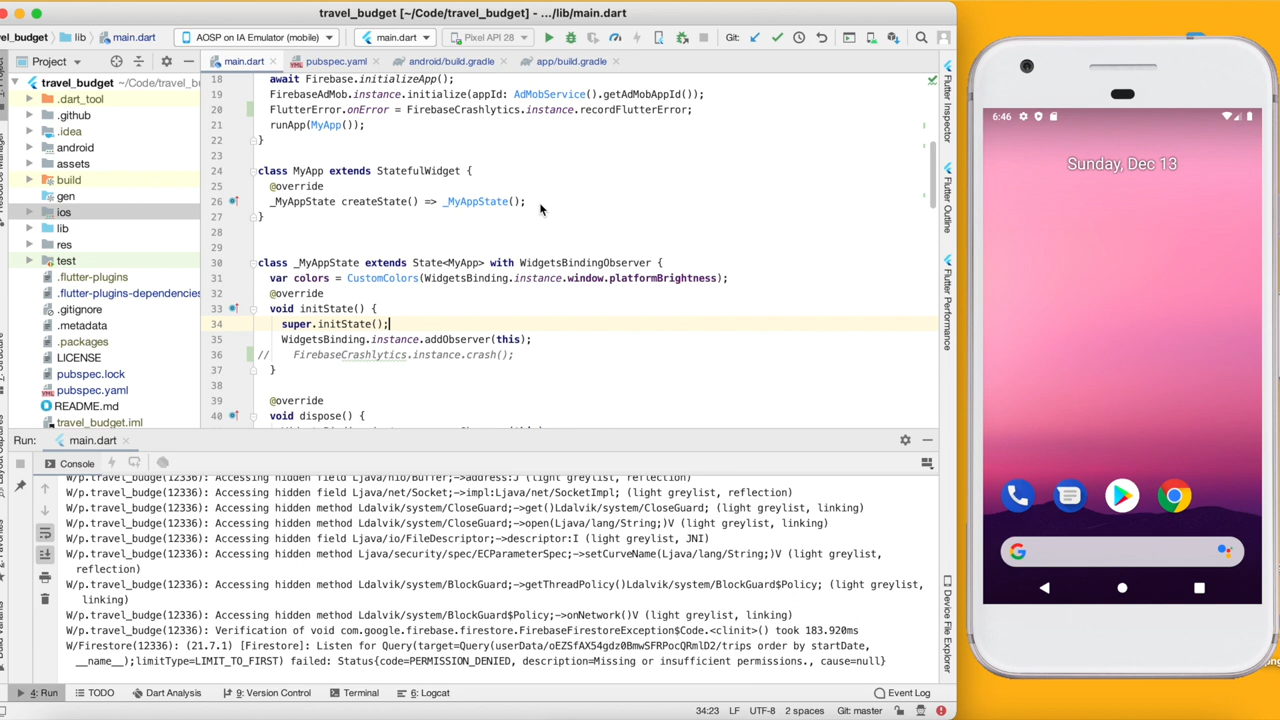 travel_budget [~/Code/travel_budget] - .../lib/main.dart
vel_budget lib main.dart AOSP on IA Emulator (mobile) main.dart Pixel API 28 Git:
Project main.dart pubspec.yaml android/build.gradle app/build.gradle
travel_budget ~/Code/travel_b
.dart_tool
.github
.idea
android
assets
build
gen
ios
lib
res
test
.flutter-plugins
.flutter-plugins-dependencies
.gitignore
.metadata
.packages
LICENSE
pubspec.lock
pubspec.yaml
README.md
travel_budget.iml
18 await Firebase.initializeApp();
19 FirebaseAdMob.instance.initialize(appId: AdMobService().getAdMobAppId());
20 FlutterError.onError = FirebaseCrashlytics.instance.recordFlutterError;
21 runApp(MyApp());
22 }
23
24 class MyApp extends StatefulWidget {
25 @override
26 _MyAppState createState() => _MyAppState();
27 }
28
29
30 class _MyAppState extends State<MyApp> with WidgetsBindingObserver {
31 var colors = CustomColors(WidgetsBinding.instance.window.platformBrightness);
32 @override
33 void initState() {
34 super.initState();
35 WidgetsBinding.instance.addObserver(this);
36 // FirebaseCrashlytics.instance.crash();
37 }
38
39 @override
40 void dispose() {
Flutter Inspector
Flutter Outline
Flutter Performance
Device File Explorer
Run: main.dart
Console
W/p.travel_budge(12336): Accessing hidden field Ljava/nio/Buffer;->address:J (light greylist, reflection)
W/p.travel_budge(12336): Accessing hidden field Ljava/net/Socket;->impl:Ljava/net/SocketImpl; (light greylist, reflection)
W/p.travel_budge(12336): Accessing hidden method Ldalvik/system/CloseGuard;->get()Ldalvik/system/CloseGuard; (light greylist, linking)
W/p.travel_budge(12336): Accessing hidden method Ldalvik/system/CloseGuard;->open(Ljava/lang/String;)V (light greylist, linking)
W/p.travel_budge(12336): Accessing hidden field Ljava/io/FileDescriptor;->descriptor:I (light greylist, JNI)
W/p.travel_budge(12336): Accessing hidden method Ljava/security/spec/ECParameterSpec;->setCurveName(Ljava/lang/String;)V (light greylist,
reflection)
W/p.travel_budge(12336): Accessing hidden method Ldalvik/system/BlockGuard;->getThreadPolicy()Ldalvik/system/BlockGuard$Policy; (light greylist,
linking)
W/p.travel_budge(12336): Accessing hidden method Ldalvik/system/BlockGuard$Policy;->onNetwork()V (light greylist, linking)
W/p.travel_budge(12336): Verification of void com.google.firebase.firestore.FirebaseFirestoreException$Code.<clinit>() took 183.920ms
W/Firestore(12336): (21.7.1) [Firestore]: Listen for Query(target=Query(userData/oEZSfAX54gdz0BmwSFRPocQRmlD2/trips order by startDate,
__name__);limitType=LIMIT_TO_FIRST) failed: Status{code=PERMISSION_DENIED, description=Missing or insufficient permissions., cause=null}
4: Run TODO Dart Analysis 9: Version Control Terminal 6: Logcat Event Log
34:23 LF UTF-8 2 spaces Git: master
6:46
Sunday, Dec 13